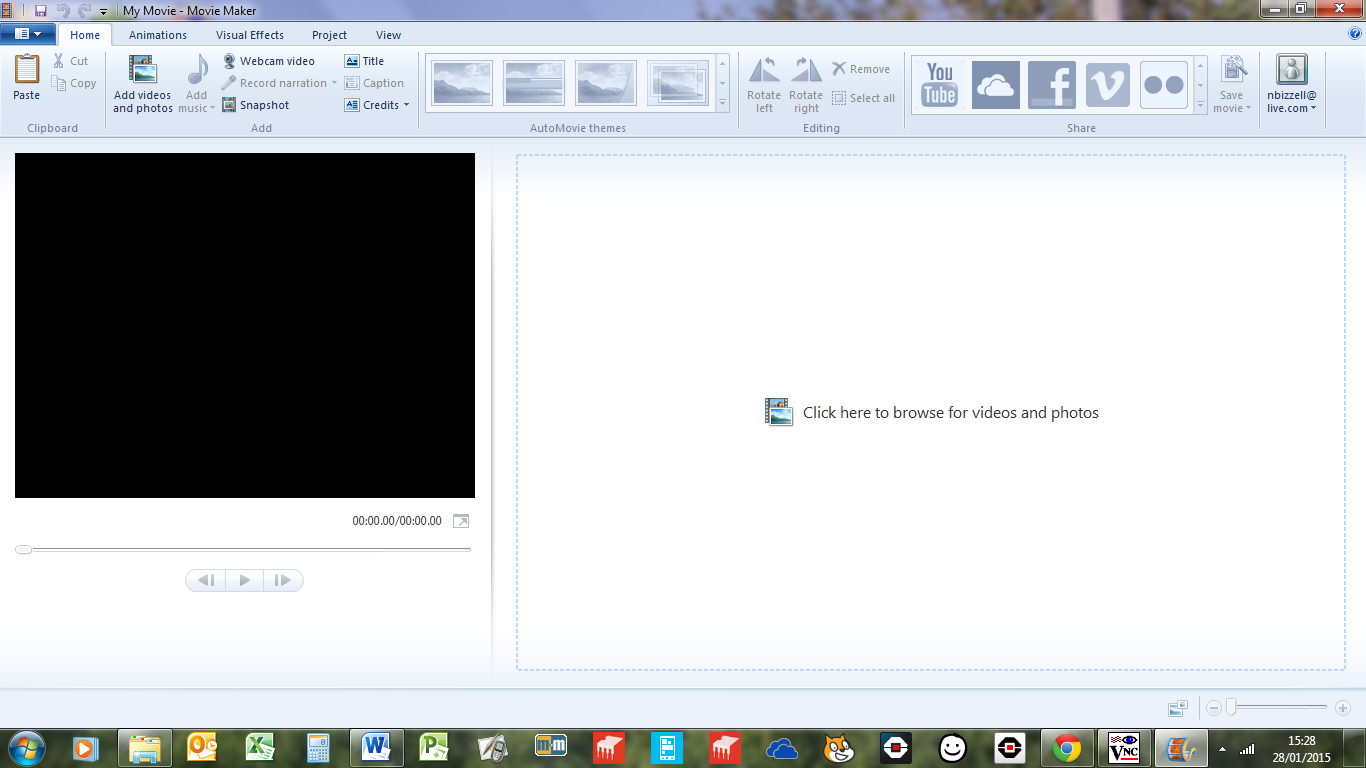 My Movie - Movie Maker
Home Animations Visual Effects Project View
Paste
Cut
Copy
Clipboard
Add videos
and photos
Add
music
Webcam video
Record narration
Snapshot
Title
Caption
Credits
Add
AutoMovie themes
Rotate
left
Rotate
right
Remove
Select all
Editing
You
Tube
Share
Save
movie
nbizzell@
live.com
Click here to browse for videos and photos
00:00.00/00:00.00
15:28
28/01/2015
VNC